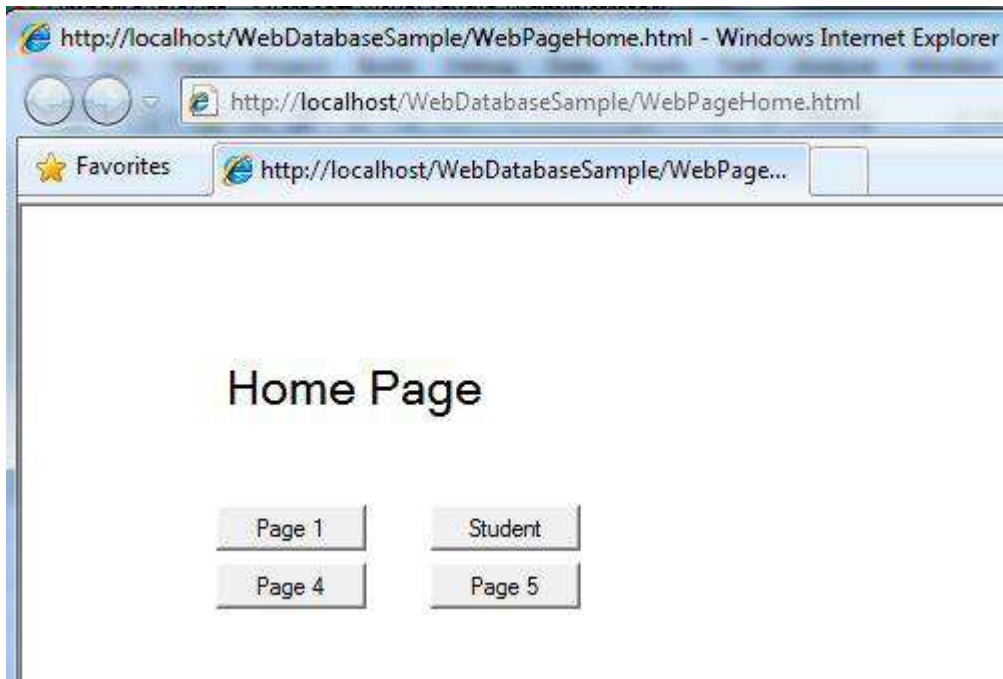 http://localhost/WebDatabaseSample/WebPageHome.html - Windows Internet Explorer
http://localhost/WebDatabaseSample/WebPageHome.html
Favorites http://localhost/WebDatabaseSample/WebPage...
Home Page
Page 1 Student
Page 4 Page 5